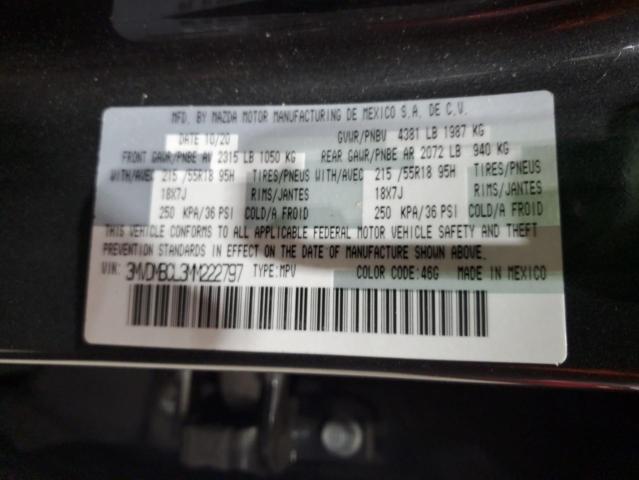 MFD. BY MAZDA MOTOR MANUFACTURING DE MEXICO S.A. DE C.V.
DATE 10/20 GVWR/PNBV 4381 LB 1987 KG
FRONT GAWR/PNBE AV 2315 LB 1050 KG REAR GAWR/PNBE AR 2072 LB 940 KG
WITH/AVEC 215 /55R18 95H TIRES/PNEUS WITH/AVEC 215 /55R18 95H TIRES/PNEUS
18X7J RIMS/JANTES 18X7J RIMS/JANTES
250 KPA/36 PSI COLD/A FROID 250 KPA/36 PSI COLD/A FROID
THIS VEHICLE CONFORMS TO ALL APPLICABLE FEDERAL MOTOR VEHICLE SAFETY AND THEFT
PREVENTION STANDARDS IN EFFECT ON THE DATE OF MANUFACTURE SHOWN ABOVE.
VIN: 3MVDMBCL3MM222797 TYPE:MPV COLOR CODE:46G MADE IN MEXICO